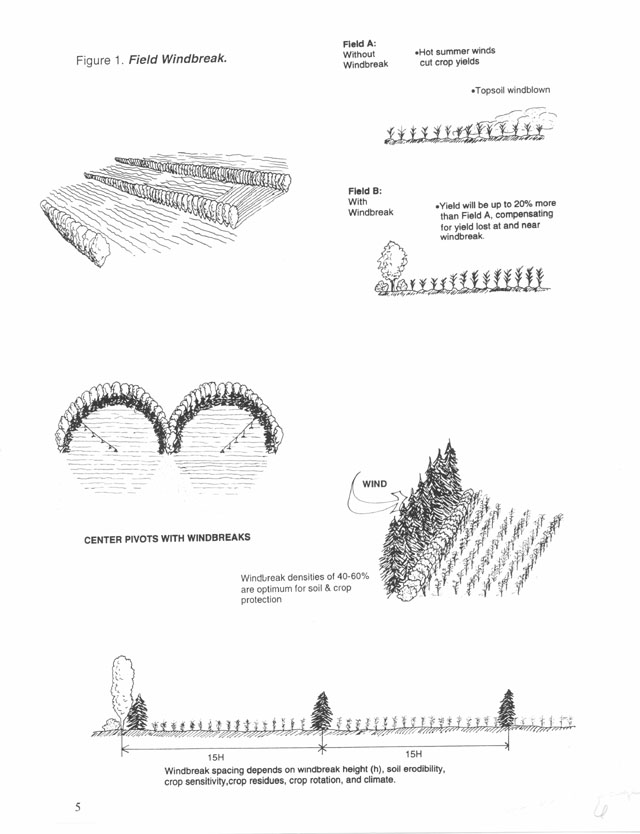 Figure 1. Field Windbreak.
Field A:
Without
Windbreak
•Hot summer winds
cut crop yields
•Topsoil windblown
Field B:
With
Windbreak
•Yield will be up to 20% more
than Field A, compensating
for yield lost at and near
windbreak.
CENTER PIVOTS WITH WINDBREAKS
WIND
Windbreak densities of 40-60%
are optimum for soil & crop
protection
15H
15H
Windbreak spacing depends on windbreak height (h), soil erodibility,
crop sensitivity,crop residues, crop rotation, and climate.
5